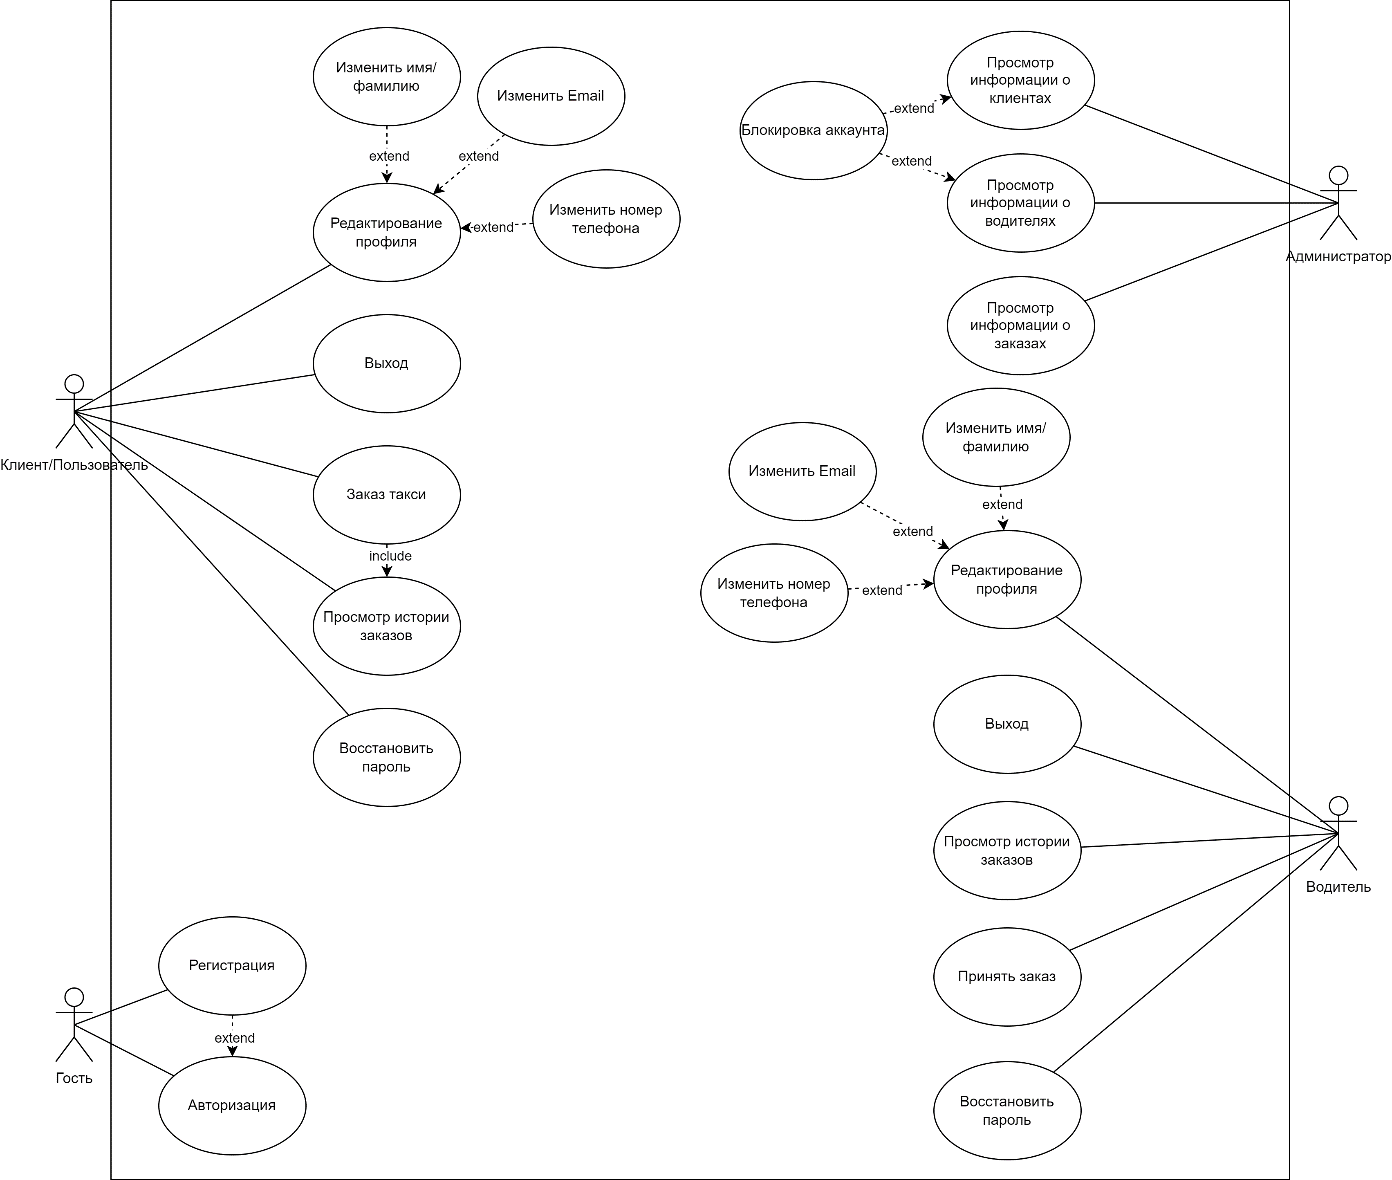 Изменить имя/
фамилию
Изменить Email
extend
extend
Редактирование
профиля
extend
Изменить номер
телефона
Выход
Клиент/Пользователь
Заказ такси
include
Просмотр истории
заказов
Восстановить
пароль
Регистрация
extend
Гость
Авторизация
Просмотр
информации о
клиентах
extend
Блокировка аккаунта
extend
Просмотр
информации о
водителях
Администратор
Просмотр
информации о
заказах
Изменить имя/
фамилию
Изменить Email
extend
extend
Изменить номер
телефона
extend
Редактирование
профиля
Выход
Просмотр истории
заказов
Водитель
Принять заказ
Восстановить
пароль